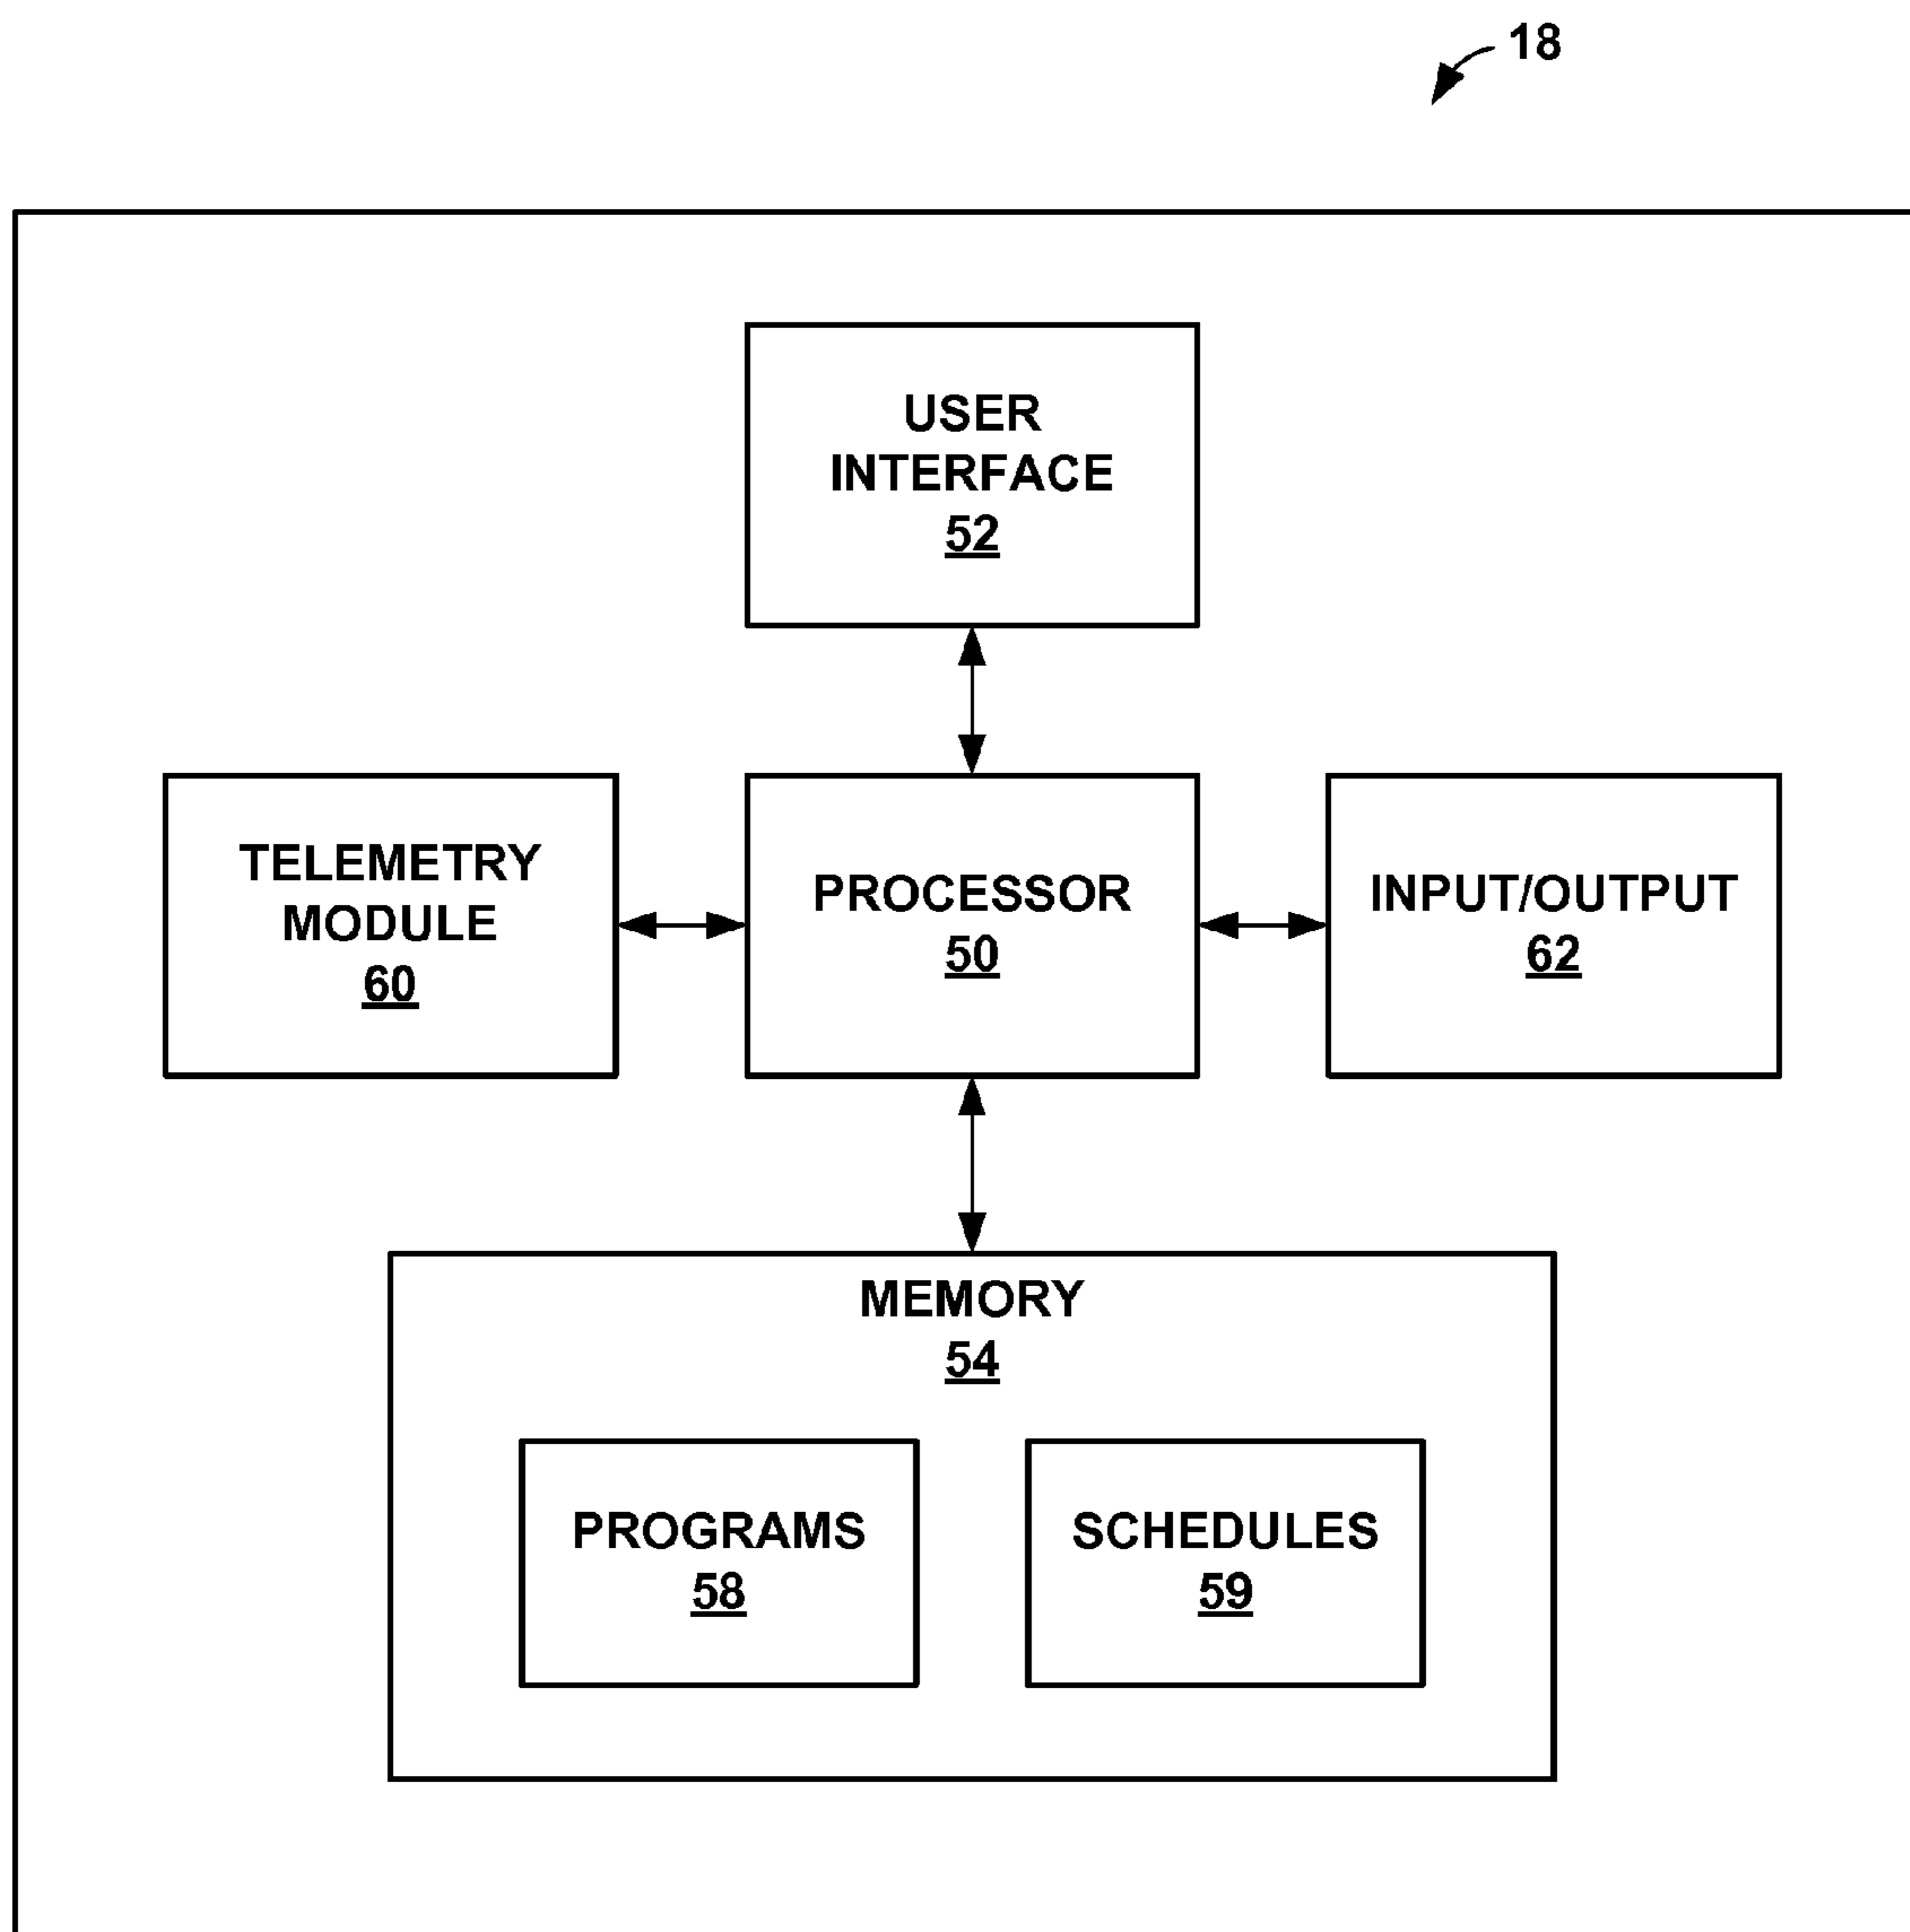 18
USER
INTERFACE
52
TELEMETRY
MODULE
60
PROCESSOR
50
INPUT/OUTPUT
62
MEMORY
54
PROGRAMS
58
SCHEDULES
59